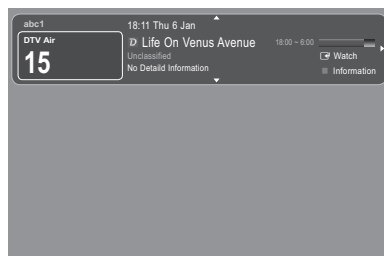 abc1
DTV Air
15
18:11 Thu 6 Jan
D Life On Venus Avenue
18:00 ~ 6:00
Unclassified
Watch
No Detaild Information
Information